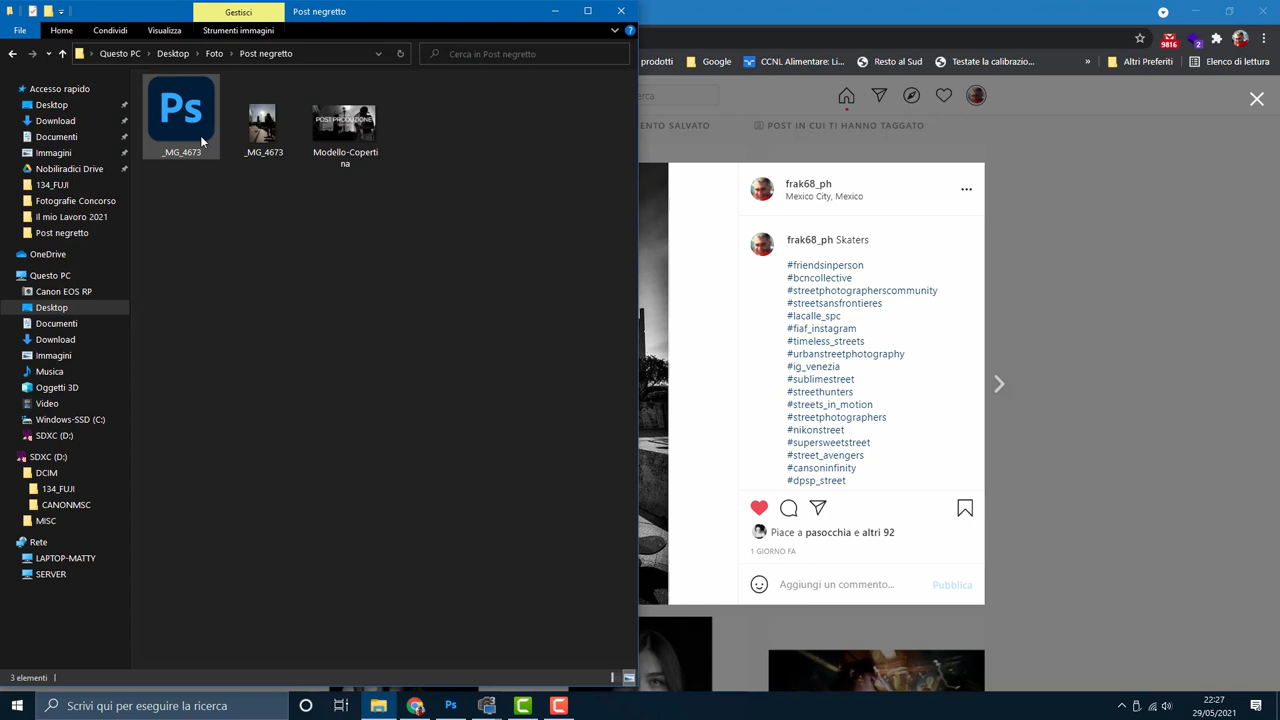 Gestisci
Post negretto
File
Home
Condividi
Visualizza
Strumenti immagini
?
Questo PC
Desktop
Foto
Post negretto
Cerca in Post negretto
Accesso rapido
Desktop
Download
Documenti
Immagini
Nobiliradici Drive
134_FUJI
Fotografie Concorso
Il mio Lavoro 2021
Post negretto
OneDrive
Questo PC
Canon EOS RP
Desktop
Documenti
Download
Immagini
Musica
Oggetti 3D
Video
Windows-SSD (C:)
SDXC (D:)
SDXC (D:)
DCIM
134_FUJI
CANONMSC
MISC
Rete
LAPTOP-MATTY
SERVER
Ps
_MG_4673
_MG_4673
POST PRODUZIONE
Modello-Coperti
na
3 elementi
9816
2
prodotti
Google
Resto al Sud
Testate la calibrazio...
»
Altri Preferiti
Elenco di lettura
erca
ENTO SALVATO
POST IN CUI TI HANNO TAGGATO
frak68_ph
Mexico City, Mexico
frak68_ph Skaters
#friendsinperson
#bcncollective
#streetphotographerscommunity
#streetsansfrontieres
#lacalle_spc
#fiaf_instagram
#timeless_streets
#urbanstreetphotography
#ig_venezia
#sublimestreet
#streethunters
#streets_in_motion
#streetphotographers
#nikonstreet
#supersweetstreet
#street_avengers
#cansoninfinity
#dpsp_street
Piace a pasocchia e altri 92
1 GIORNO FA
Aggiungi un commento...
Pubblica
Scrivi qui per eseguire la ricerca
Ps
22:27
29/05/2021